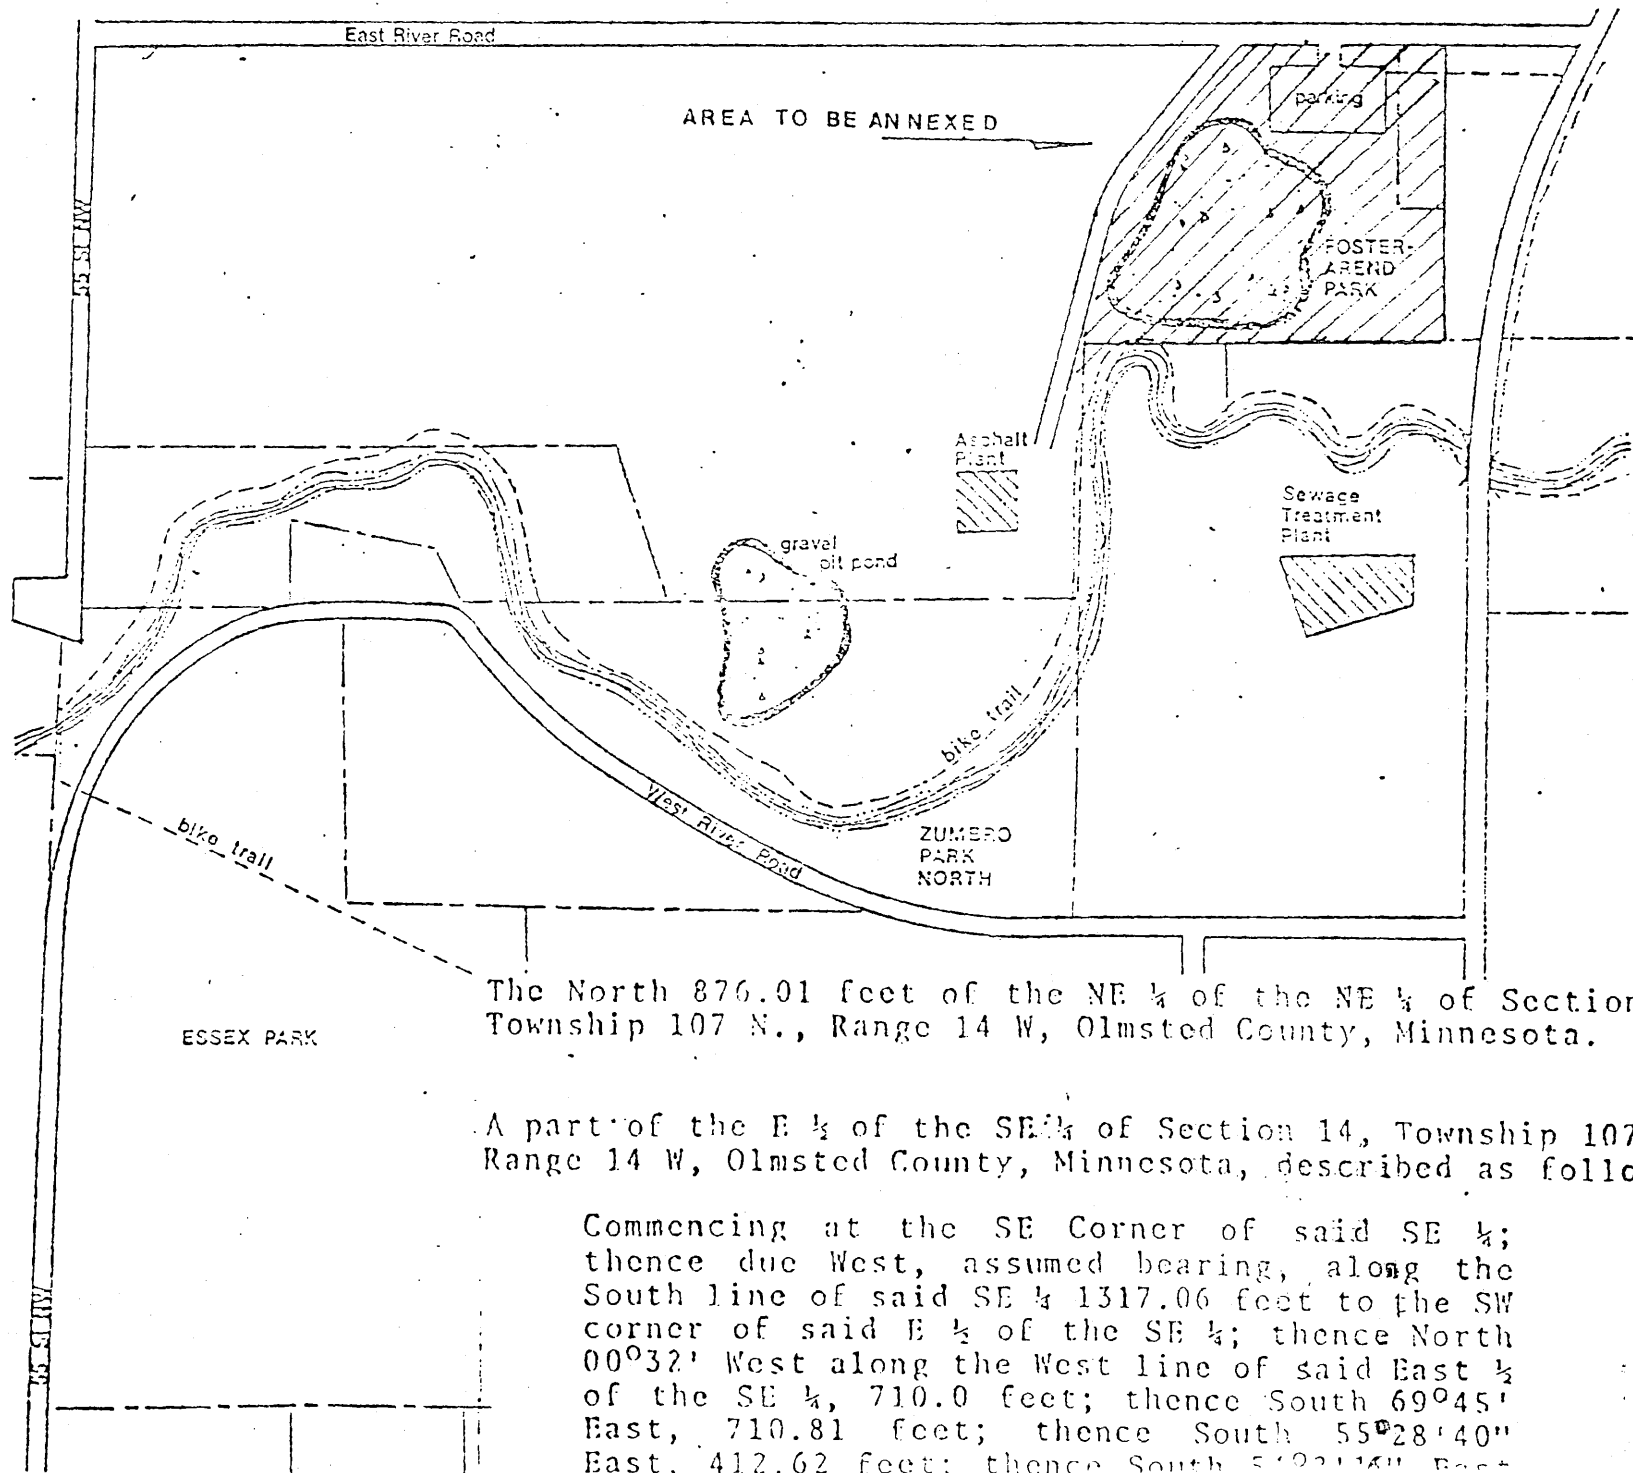 East River Road
parking
AREA TO BE ANNEXED
55 St NW
FOSTER-
AREND
PARK
Asphalt
Plant
Sewage
Treatment
Plant
gravel
pit pond
bike trail
West River Road
bike trail
ZUMBRO
PARK
NORTH
The North 876.01 feet of the NE ¼ of the NE ¼ of Section
Township 107 N., Range 14 W, Olmsted County, Minnesota.
ESSEX PARK
A part of the E ½ of the SE ¼ of Section 14, Township 107
Range 14 W, Olmsted County, Minnesota, described as follo
Commencing at the SE Corner of said SE ¼;
thence due West, assumed bearing, along the
South line of said SE ¼ 1317.06 feet to the SW
corner of said E ½ of the SE ¼; thence North
00°32' West along the West line of said East ½
of the SE ¼, 710.0 feet; thence South 69°45'
East, 710.81 feet; thence South 55°28'40"
East, 412.62 feet; thence South East